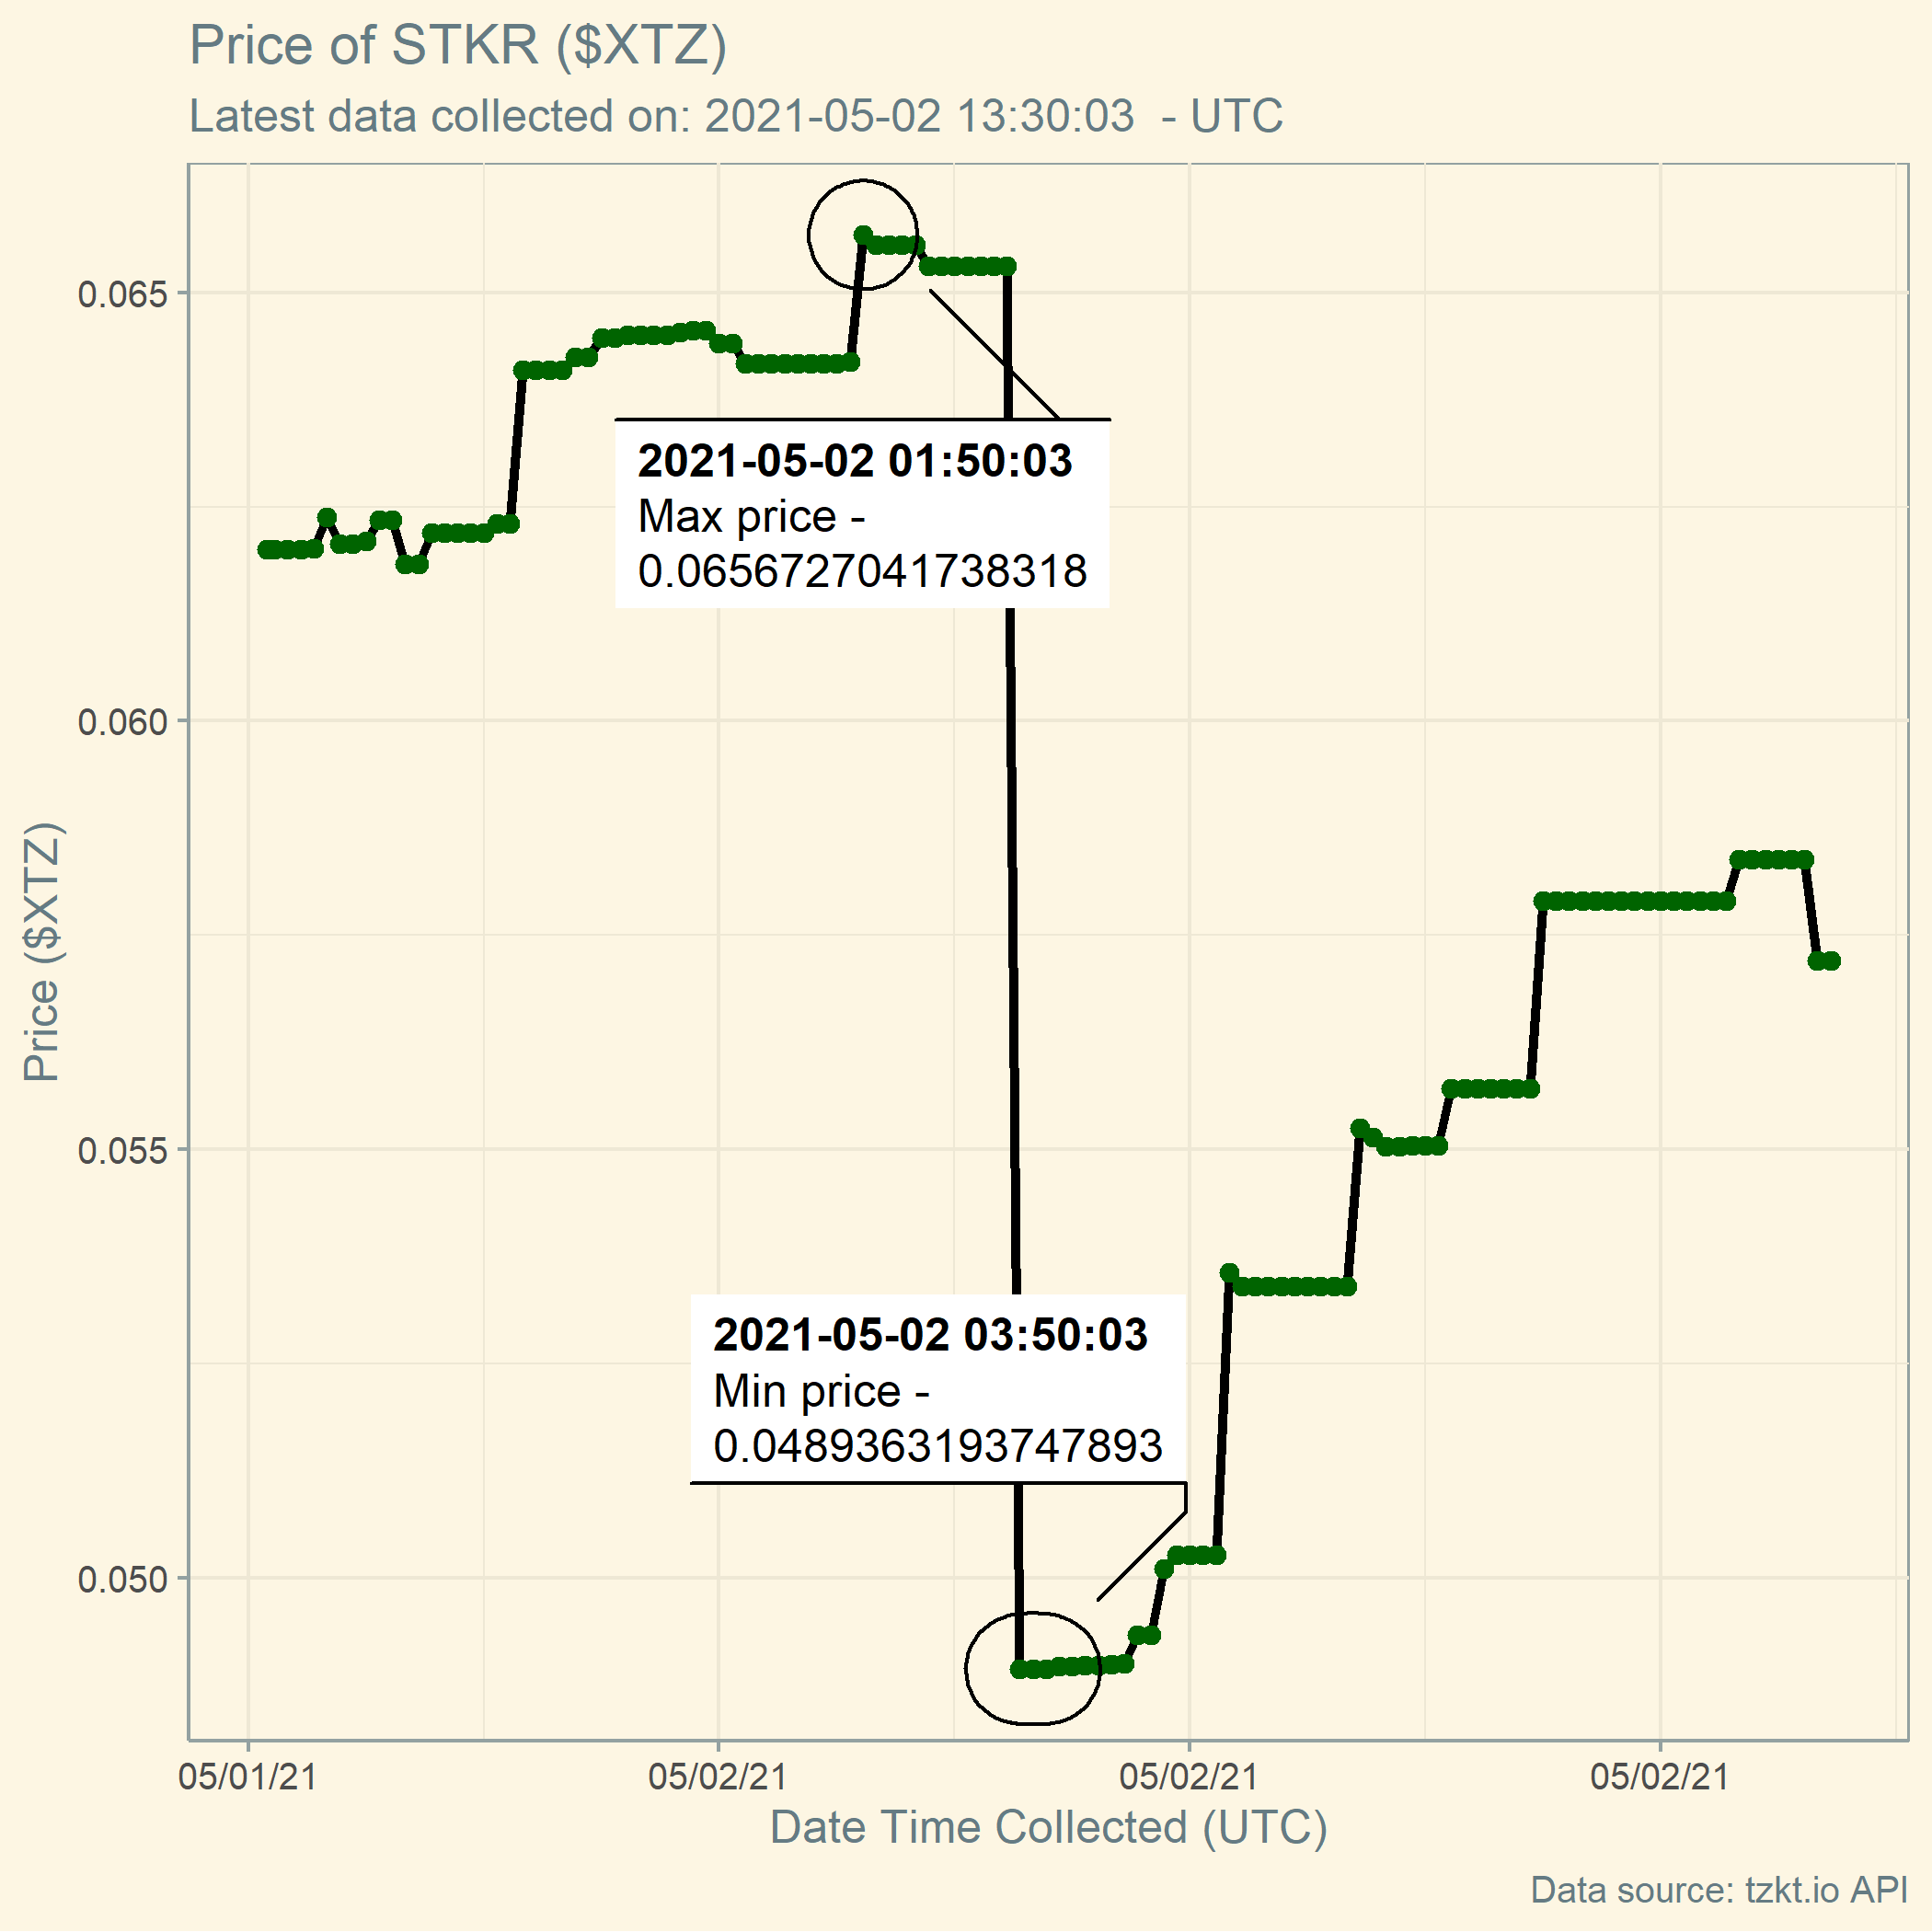 Price of STKR ($XTZ)
Latest data collected on: 2021-05-02 13:30:03  - UTC
0.065
2021-05-02 01:50:03
Max price -
0.0656727041738318
0.060
Price ($XTZ)
0.055
2021-05-02 03:50:03
Min price -
0.0489363193747893
0.050
05/01/21 05/02/21 05/02/21 05/02/21
Date Time Collected (UTC)
Data source: tzkt.io API